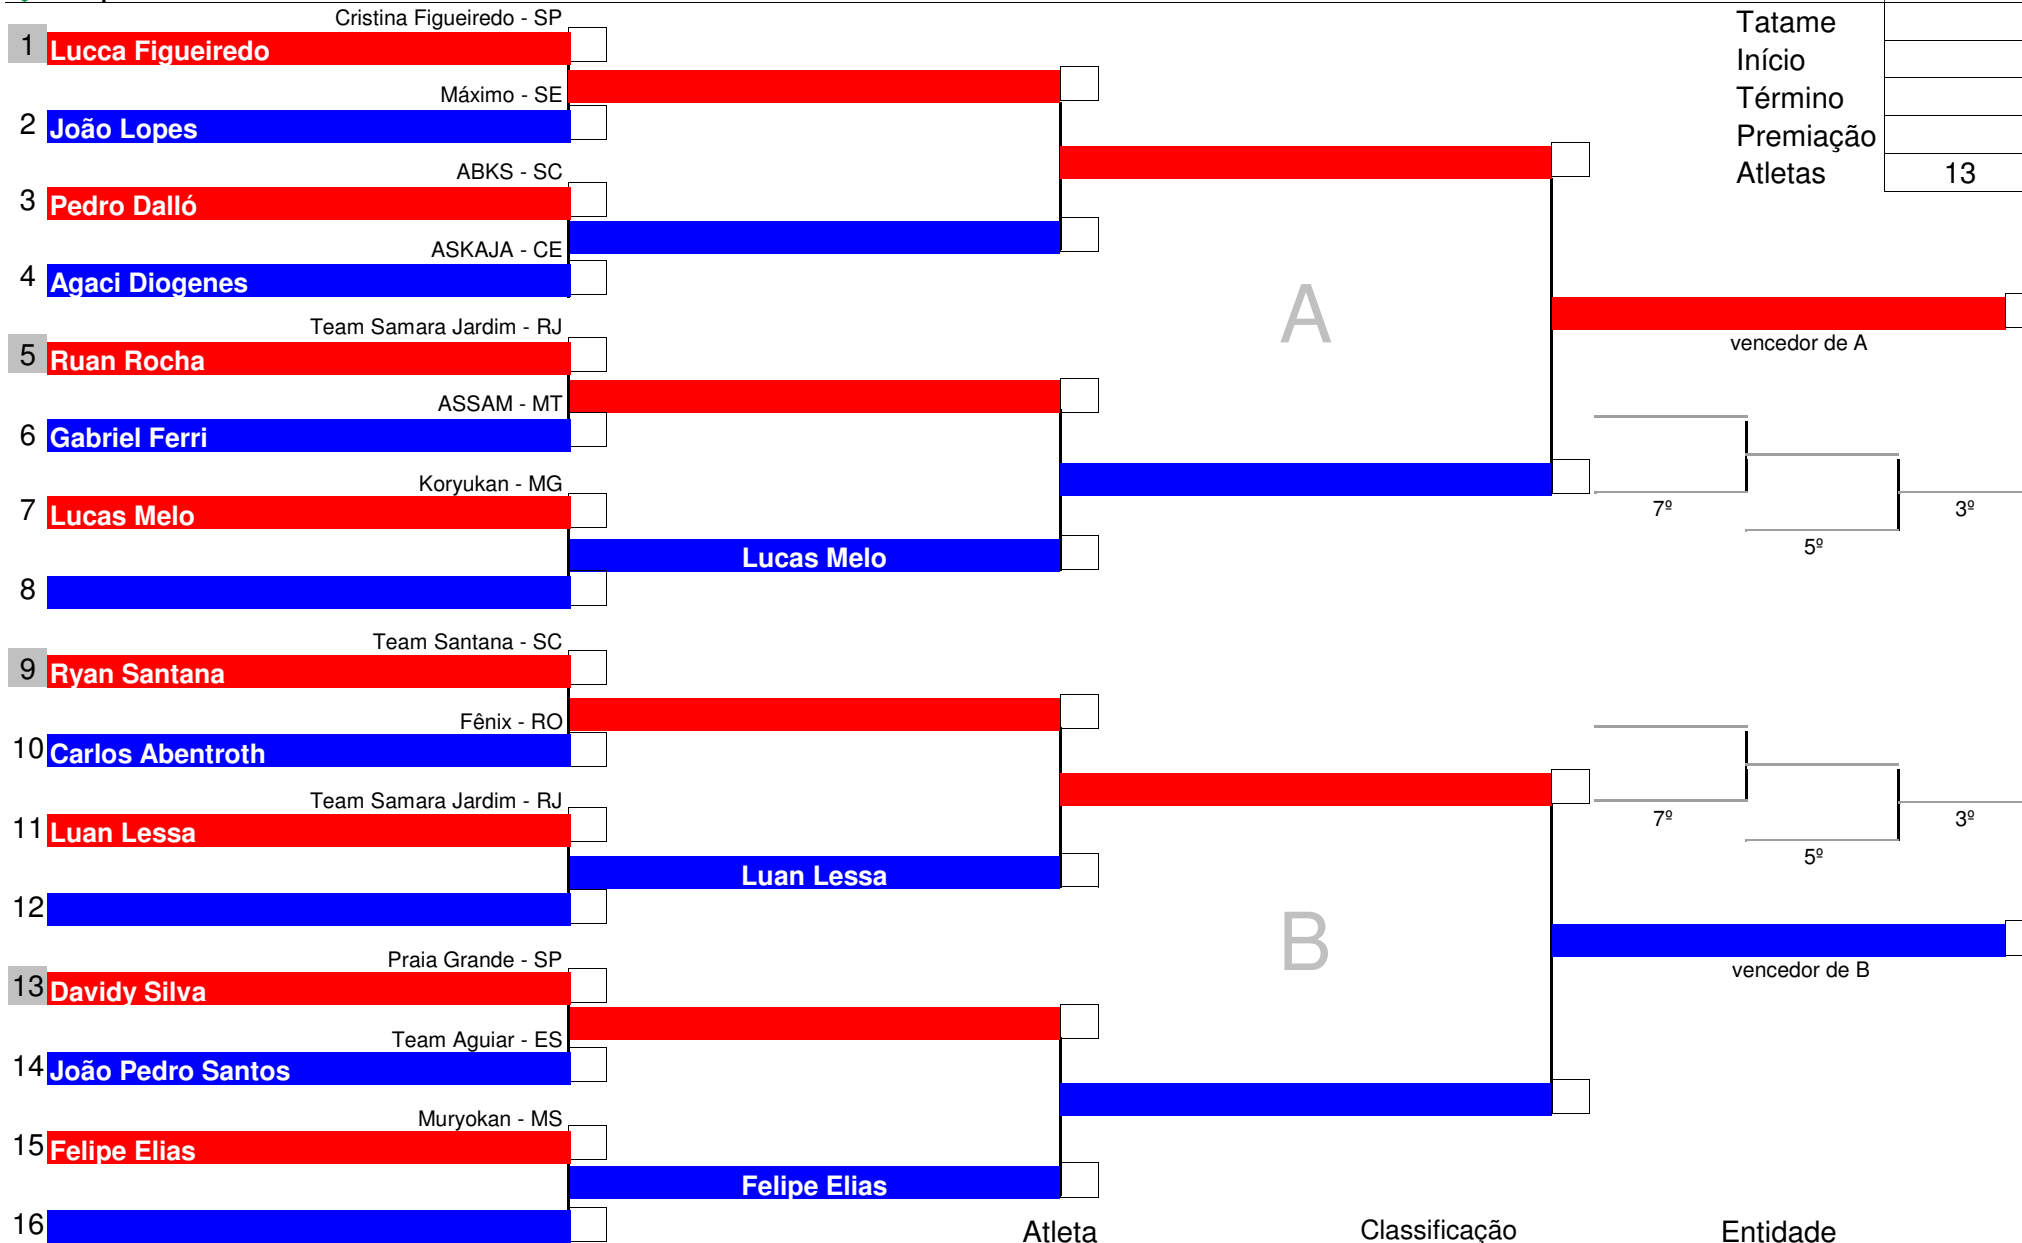 Cristina Figueiredo - SP
1 Lucca Figueiredo
Máximo - SE
2 João Lopes
ABKS - SC
3 Pedro Dalló
ASKAJA - CE
4 Agaci Diogenes
Team Samara Jardim - RJ
5 Ruan Rocha
ASSAM - MT
6 Gabriel Ferri
Koryukan - MG
7 Lucas Melo
Lucas Melo
8
Team Santana - SC
9 Ryan Santana
Fênix - RO
10 Carlos Abentroth
Team Samara Jardim - RJ
11 Luan Lessa
Luan Lessa
12
Praia Grande - SP
13 Davidy Silva
Team Aguiar - ES
14 João Pedro Santos
Muryokan - MS
15 Felipe Elias
Felipe Elias
16
A
B
Tatame
Início
Término
Premiação
Atletas 13
vencedor de A
7º
3º
5º
7º
3º
5º
vencedor de B
Atleta Classificação Entidade